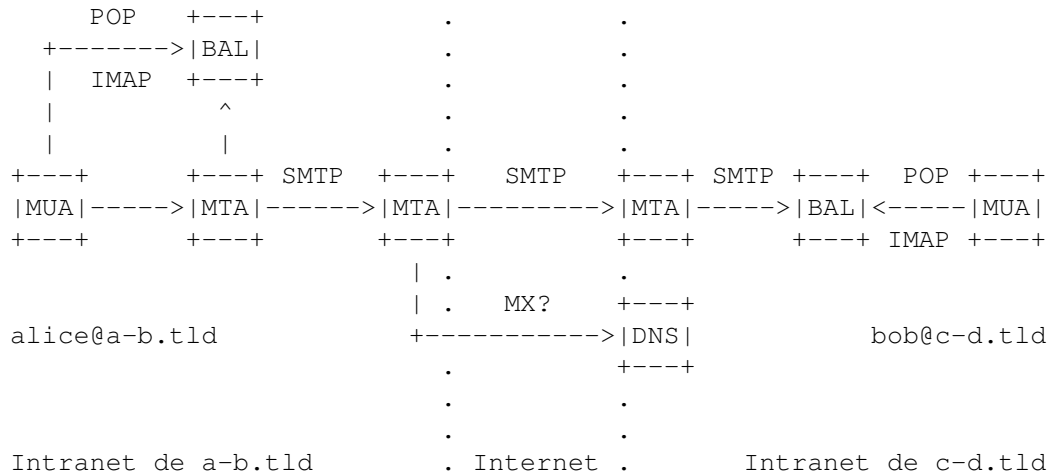 POP +---+ . .
+------->|BAL| . .
| IMAP +---+ . .
| ^ . .
| | . .
+---+ +---+ SMTP +---+ SMTP +---+ SMTP +---+ POP +---+
|MUA|----->|MTA|------>|MTA|--------->|MTA|----->|BAL|<-----|MUA|
+---+ +---+ +---+ +---+ +---+ IMAP +---+
| . .
| . MX? +---+
alice@a-b.tld +----------->|DNS| bob@c-d.tld
. +---+
. .
. .
Intranet de a-b.tld . Internet . Intranet de c-d.tld